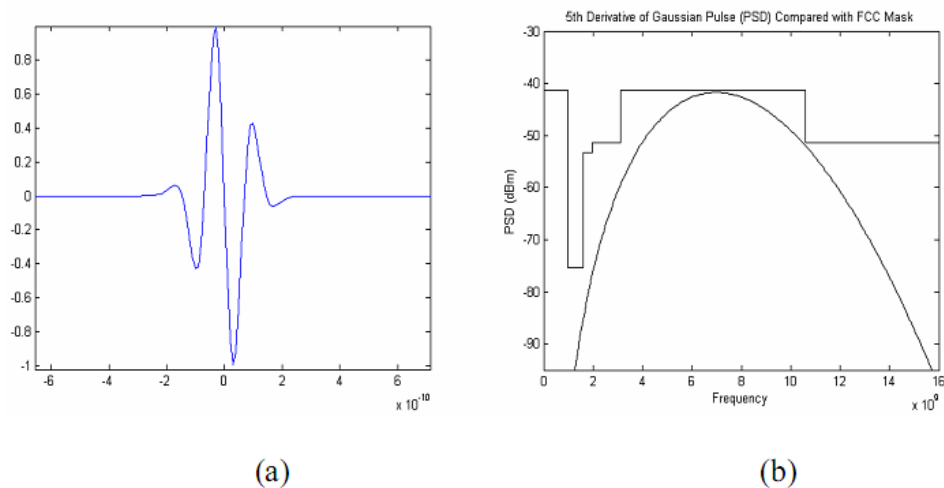 1
0.8
0.6
0.4
0.2
0
-0.2
-0.4
-0.6
-0.8
-1
-6 -4 -2 0 2 4 6
x 10^-10
(a)
5th Derivative of Gaussian Pulse (PSD) Compared with FCC Mask
PSD (dBm)
-30
-40
-50
-60
-70
-80
-90
0 2 4 6 8 10 12 14 16
Frequency
x 10^9
(b)